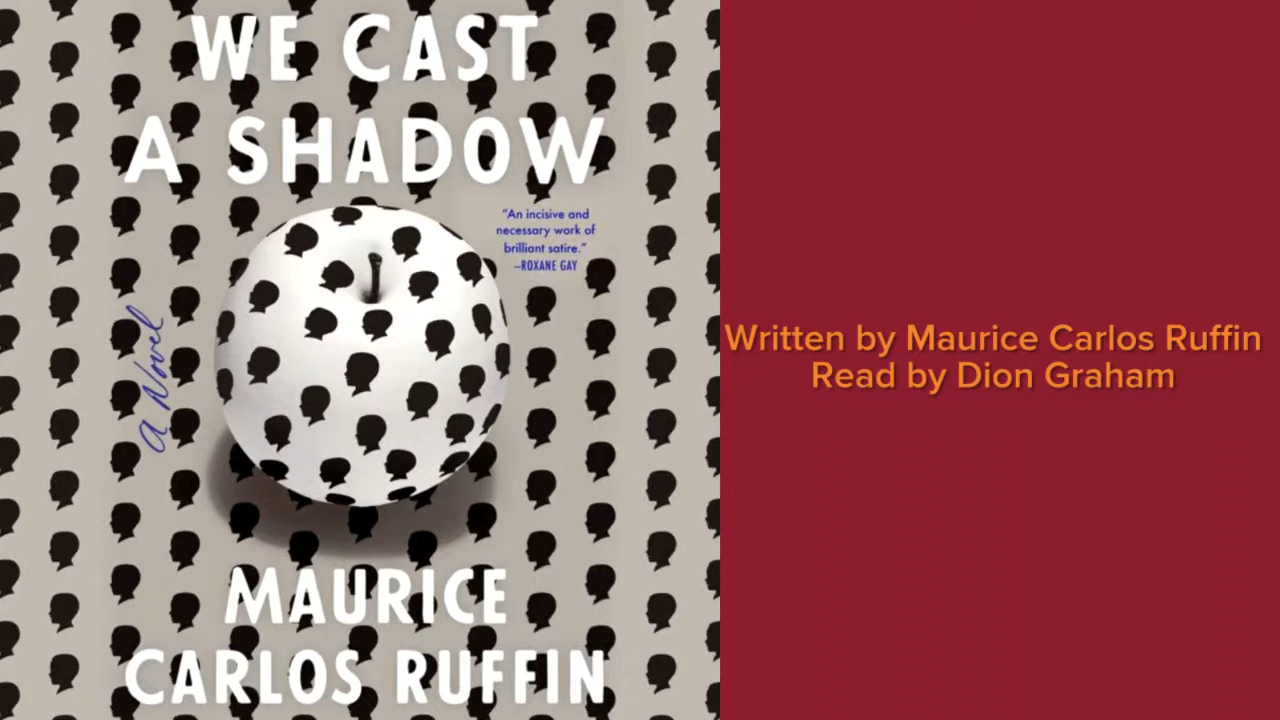 WE CAST
A SHADOW
“An incisive and
necessary work of
brilliant satire.”
–ROXANE GAY
a Novel
MAURICE
CARLOS RUFFIN
Written by Maurice Carlos Ruffin
Read by Dion Graham